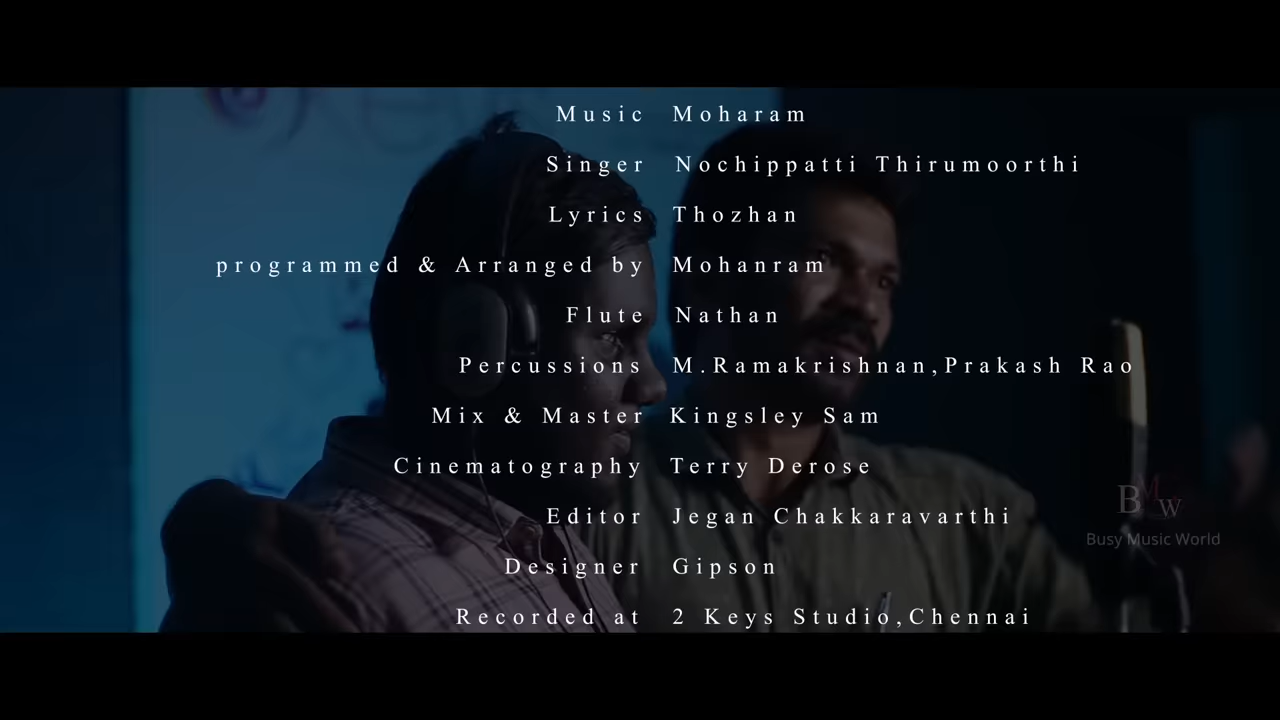 Music Moharam
Singer Nochippatti Thirumoorthi
Lyrics Thozhan
programmed & Arranged by Mohanram
Flute Nathan
Percussions M.Ramakrishnan,Prakash Rao
Mix & Master Kingsley Sam
Cinematography Terry Derose
BMW
Editor Jegan Chakkaravarthi
Busy Music World
Designer Gipson
Recorded at 2 Keys Studio,Chennai